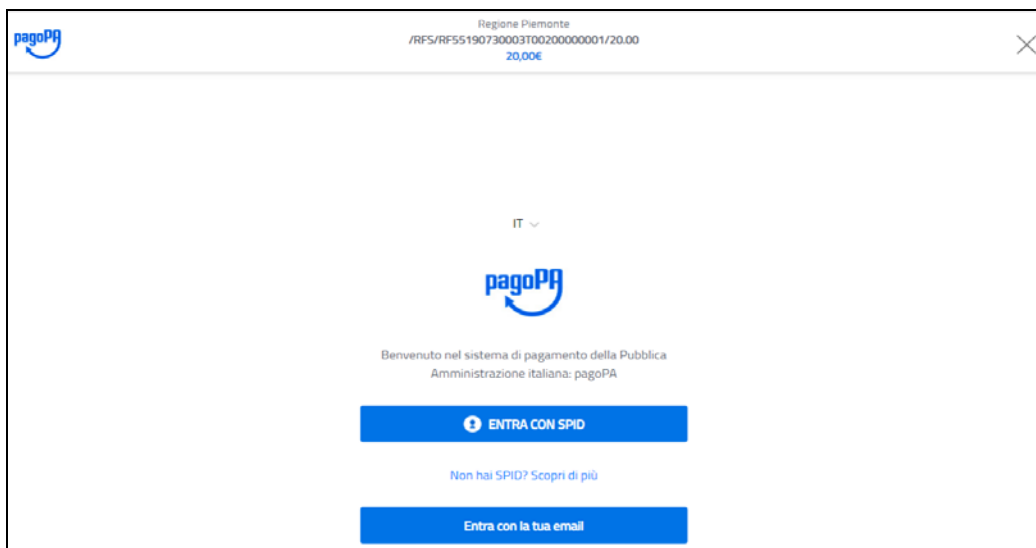 pagoPA
Regione Piemonte
/RFS/RF55190730003T00200000001/20.00
20,00€
IT
pagoPA
Benvenuto nel sistema di pagamento della Pubblica
Amministrazione italiana: pagoPA
ENTRA CON SPID
Non hai SPID? Scopri di più
Entra con la tua email